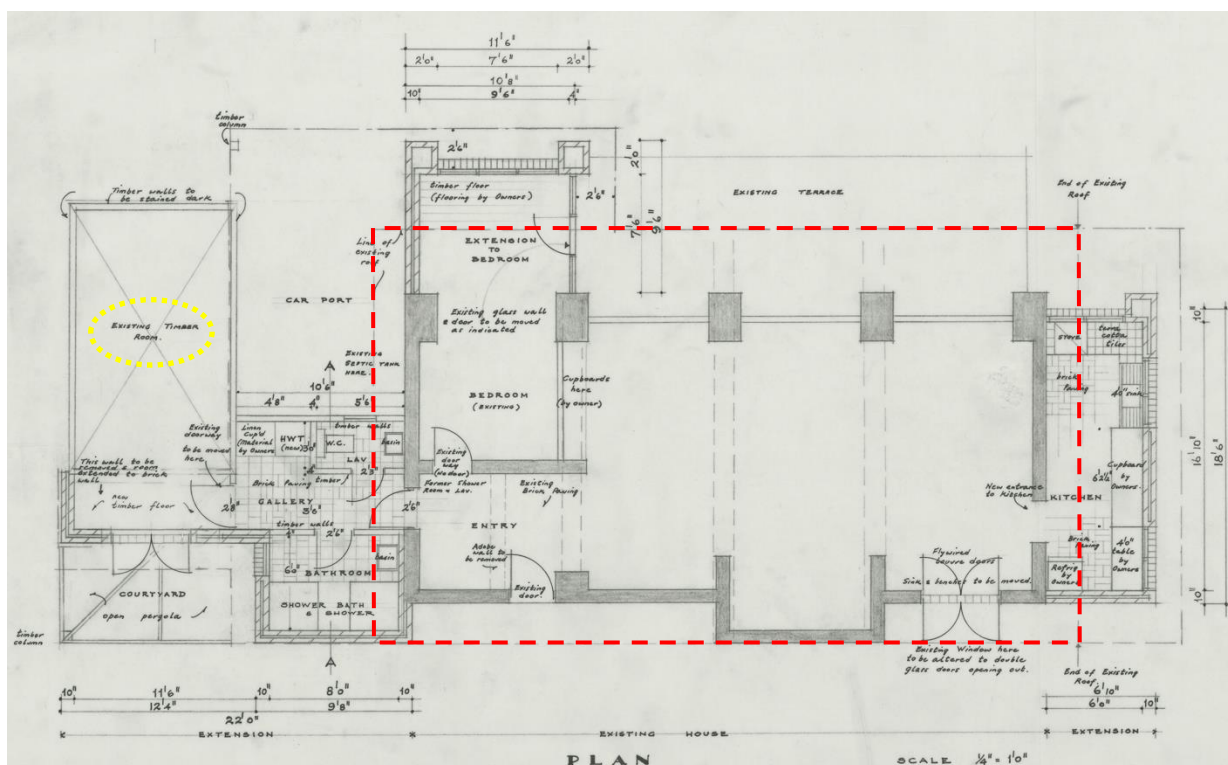 11'6"
2'0" 7'6" 2'0"
10'8"
10" 9'6" 4"
timber
column
2'6"
2'0"
Timber walls to
be stained dark
timber floor
(flooring by Owners)
2'6"
EXISTING TERRACE
End of Existing
Roof
7'6"
9'6"
Line of
existing
roof
EXTENSION
TO
BEDROOM
CAR PORT
EXISTING TIMBER
ROOM.
Existing glass wall
& door to be moved
as indicated
EXISTING
SEPTIC TANK
HERE.
10'6"
4'8" 4" 5'6"
BEDROOM
(EXISTING)
Cupboards
here
(by owner)
stove
terra
cotta
tiles
brick
paving
4'0" sink
10"
16'10"
18'6"
Existing
doorway
to be moved
here.
Linen
Cup'd
(Material
by Owners)
HWT
(new)
3'0"
W.C.
timber walls
basin
LAV.
This wall to be
removed & room
extended to brick
wall
new
timber floor
Brick Paving
timber
2'3"
GALLERY
2'8"
3'6"
2'6"
Existing
door
way
(No door)
Former Shower
Room & Lav.
Existing
Brick Paving
ENTRY
timber walls
2'6"
Adobe
wall to
be removed
New entrance
to kitchen
KITCHEN
Cupboard
by
Owners
Brick
Paving
4'0"
table
by
Owners
Refrig
by
Owners
basin
6'0"
BATHROOM
SHOWER BATH
& SHOWER
COURTYARD
open pergola
Existing
door.
Flywired
Sink & benches to be moved.
10"
timber
column
A
A
Existing Window here
to be altered to double
glass doors opening out.
End of Existing
Roof.
10" 11'6" 10" 8'0" 10"
12'4" 9'8"
22'0"
6'10"
6'0" 10"
EXTENSION EXISTING HOUSE EXTENSION
PLAN SCALE ¼" = 1'0"